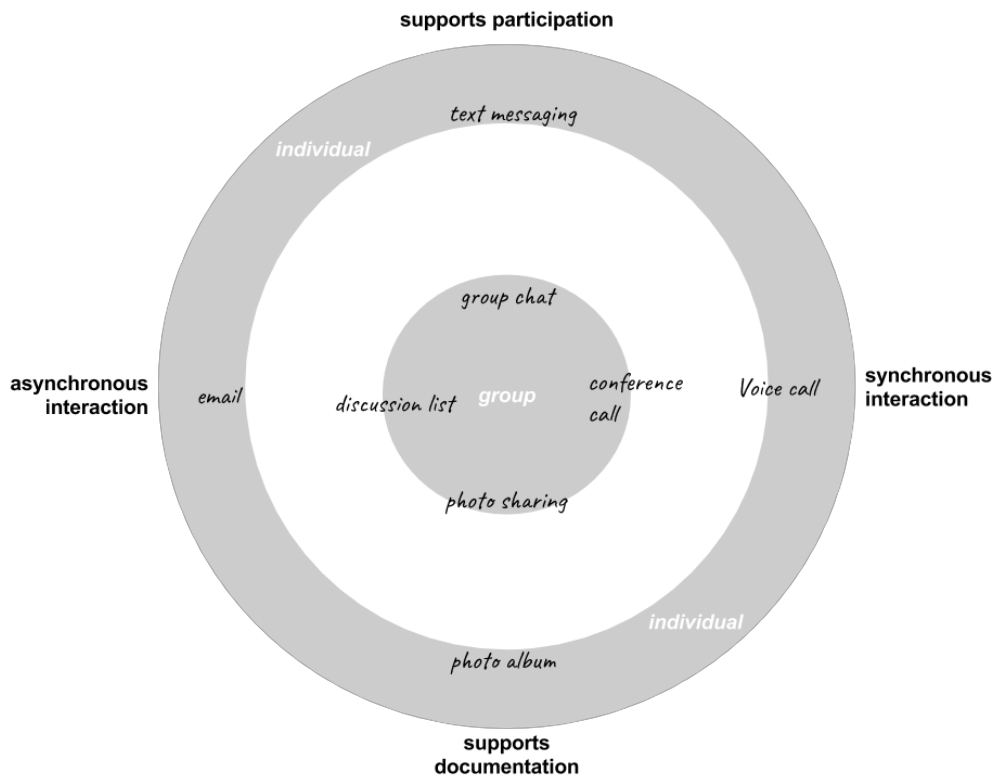 supports participation
text messaging
individual
group chat
asynchronous
interaction
email
discussion list
group
conference
call
Voice call
synchronous
interaction
photo sharing
individual
photo album
supports
documentation